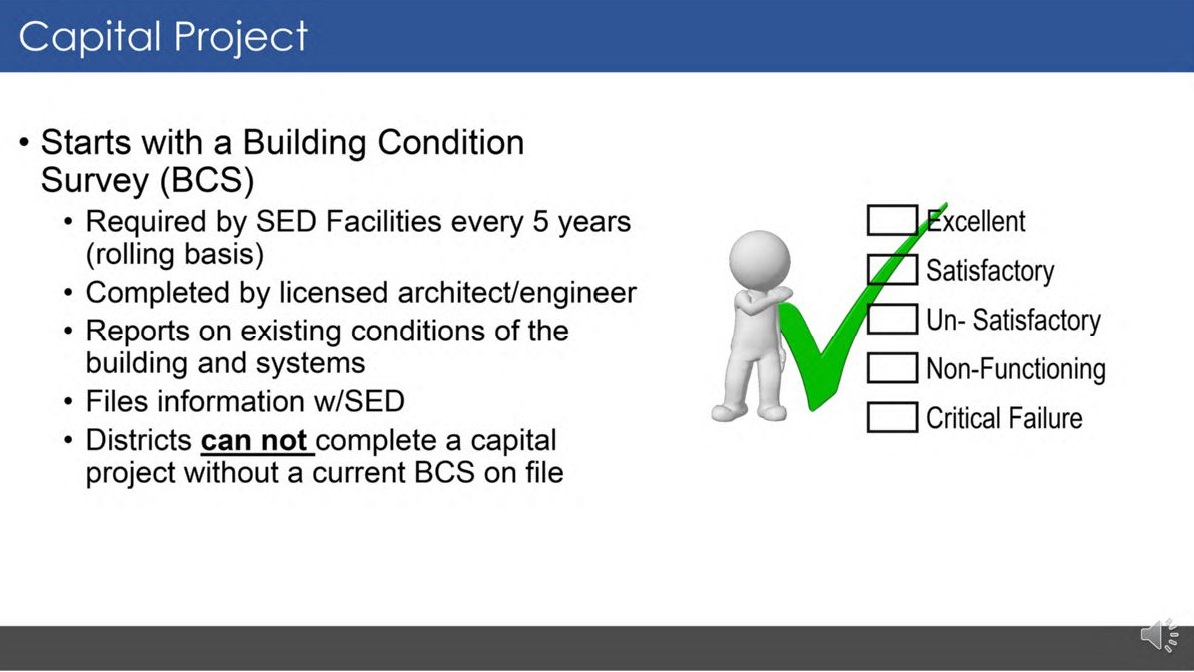 Capital Project
• Starts with a Building Condition
Survey (BCS)
• Required by SED Facilities every 5 years
(rolling basis)
• Completed by licensed architect/engineer
• Reports on existing conditions of the
building and systems
• Files information w/SED
• Districts can not complete a capital
project without a current BCS on file
Excellent
Satisfactory
Un- Satisfactory
Non-Functioning
Critical Failure